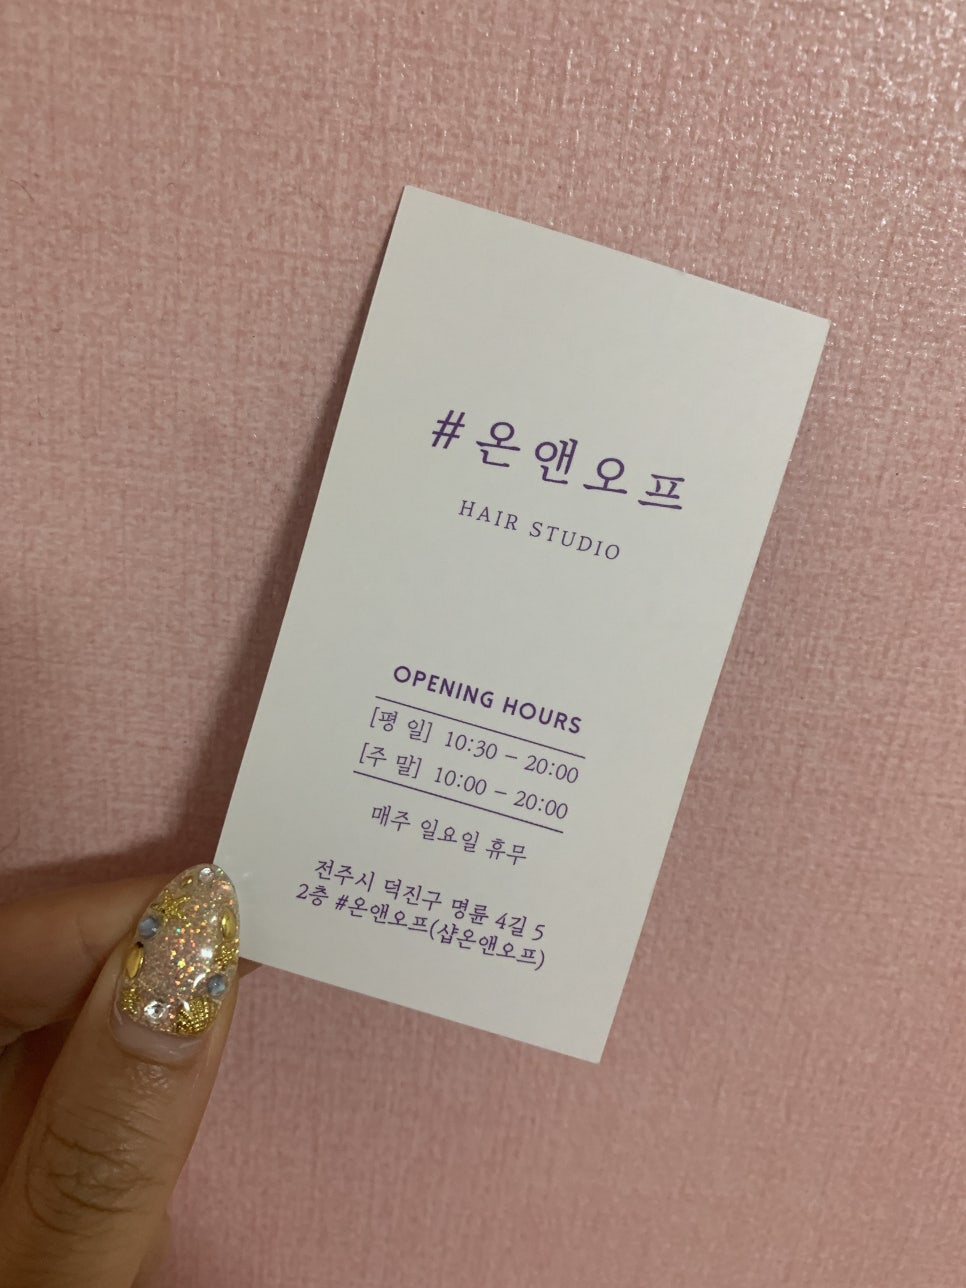 #온앤오프
HAIR STUDIO
OPENING HOURS
[평 일] 10:30 – 20:00
[주 말] 10:00 – 20:00
매주 일요일 휴무
전주시 덕진구 명륜 4길 5
2층 #온앤오프(샵온앤오프)